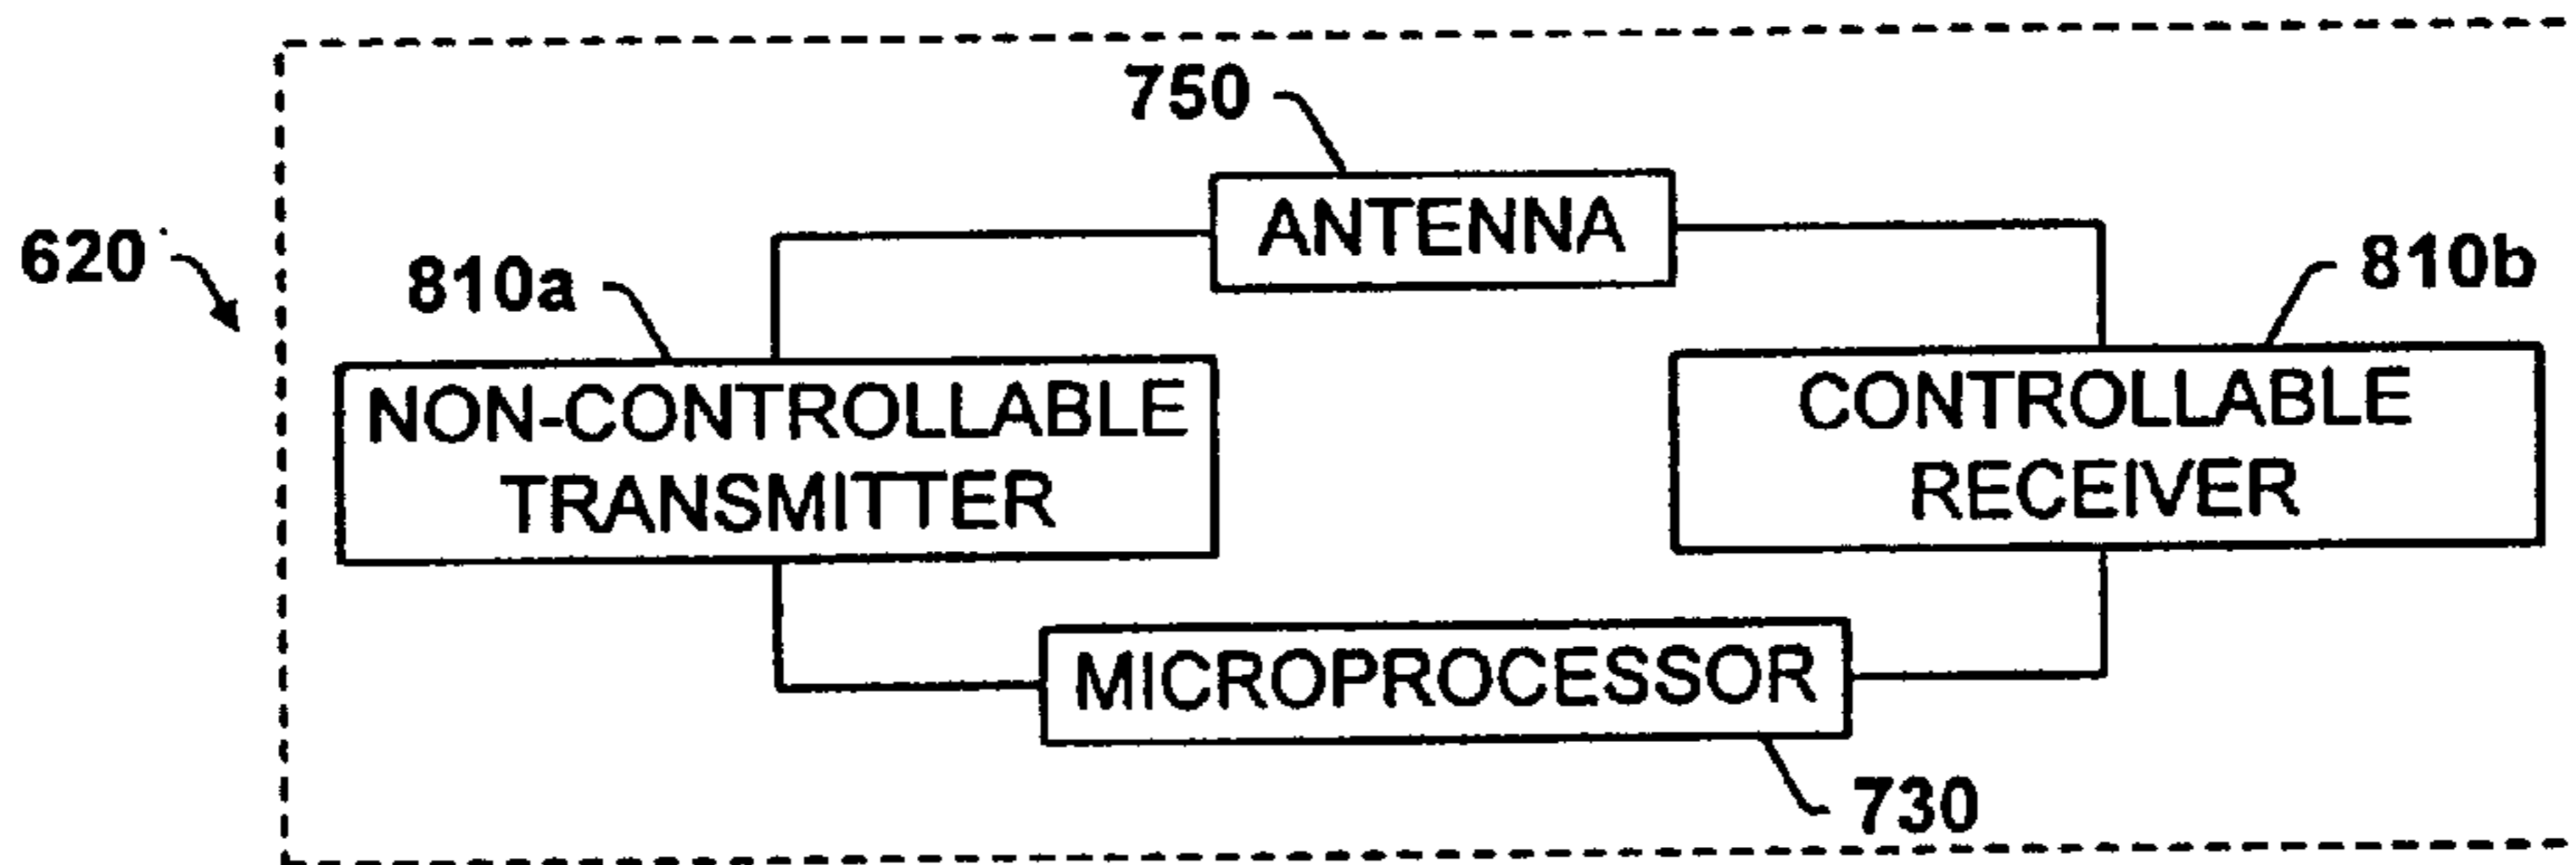 750
ANTENNA
620
810a
810b
NON-CONTROLLABLE
TRANSMITTER
CONTROLLABLE
RECEIVER
MICROPROCESSOR
730